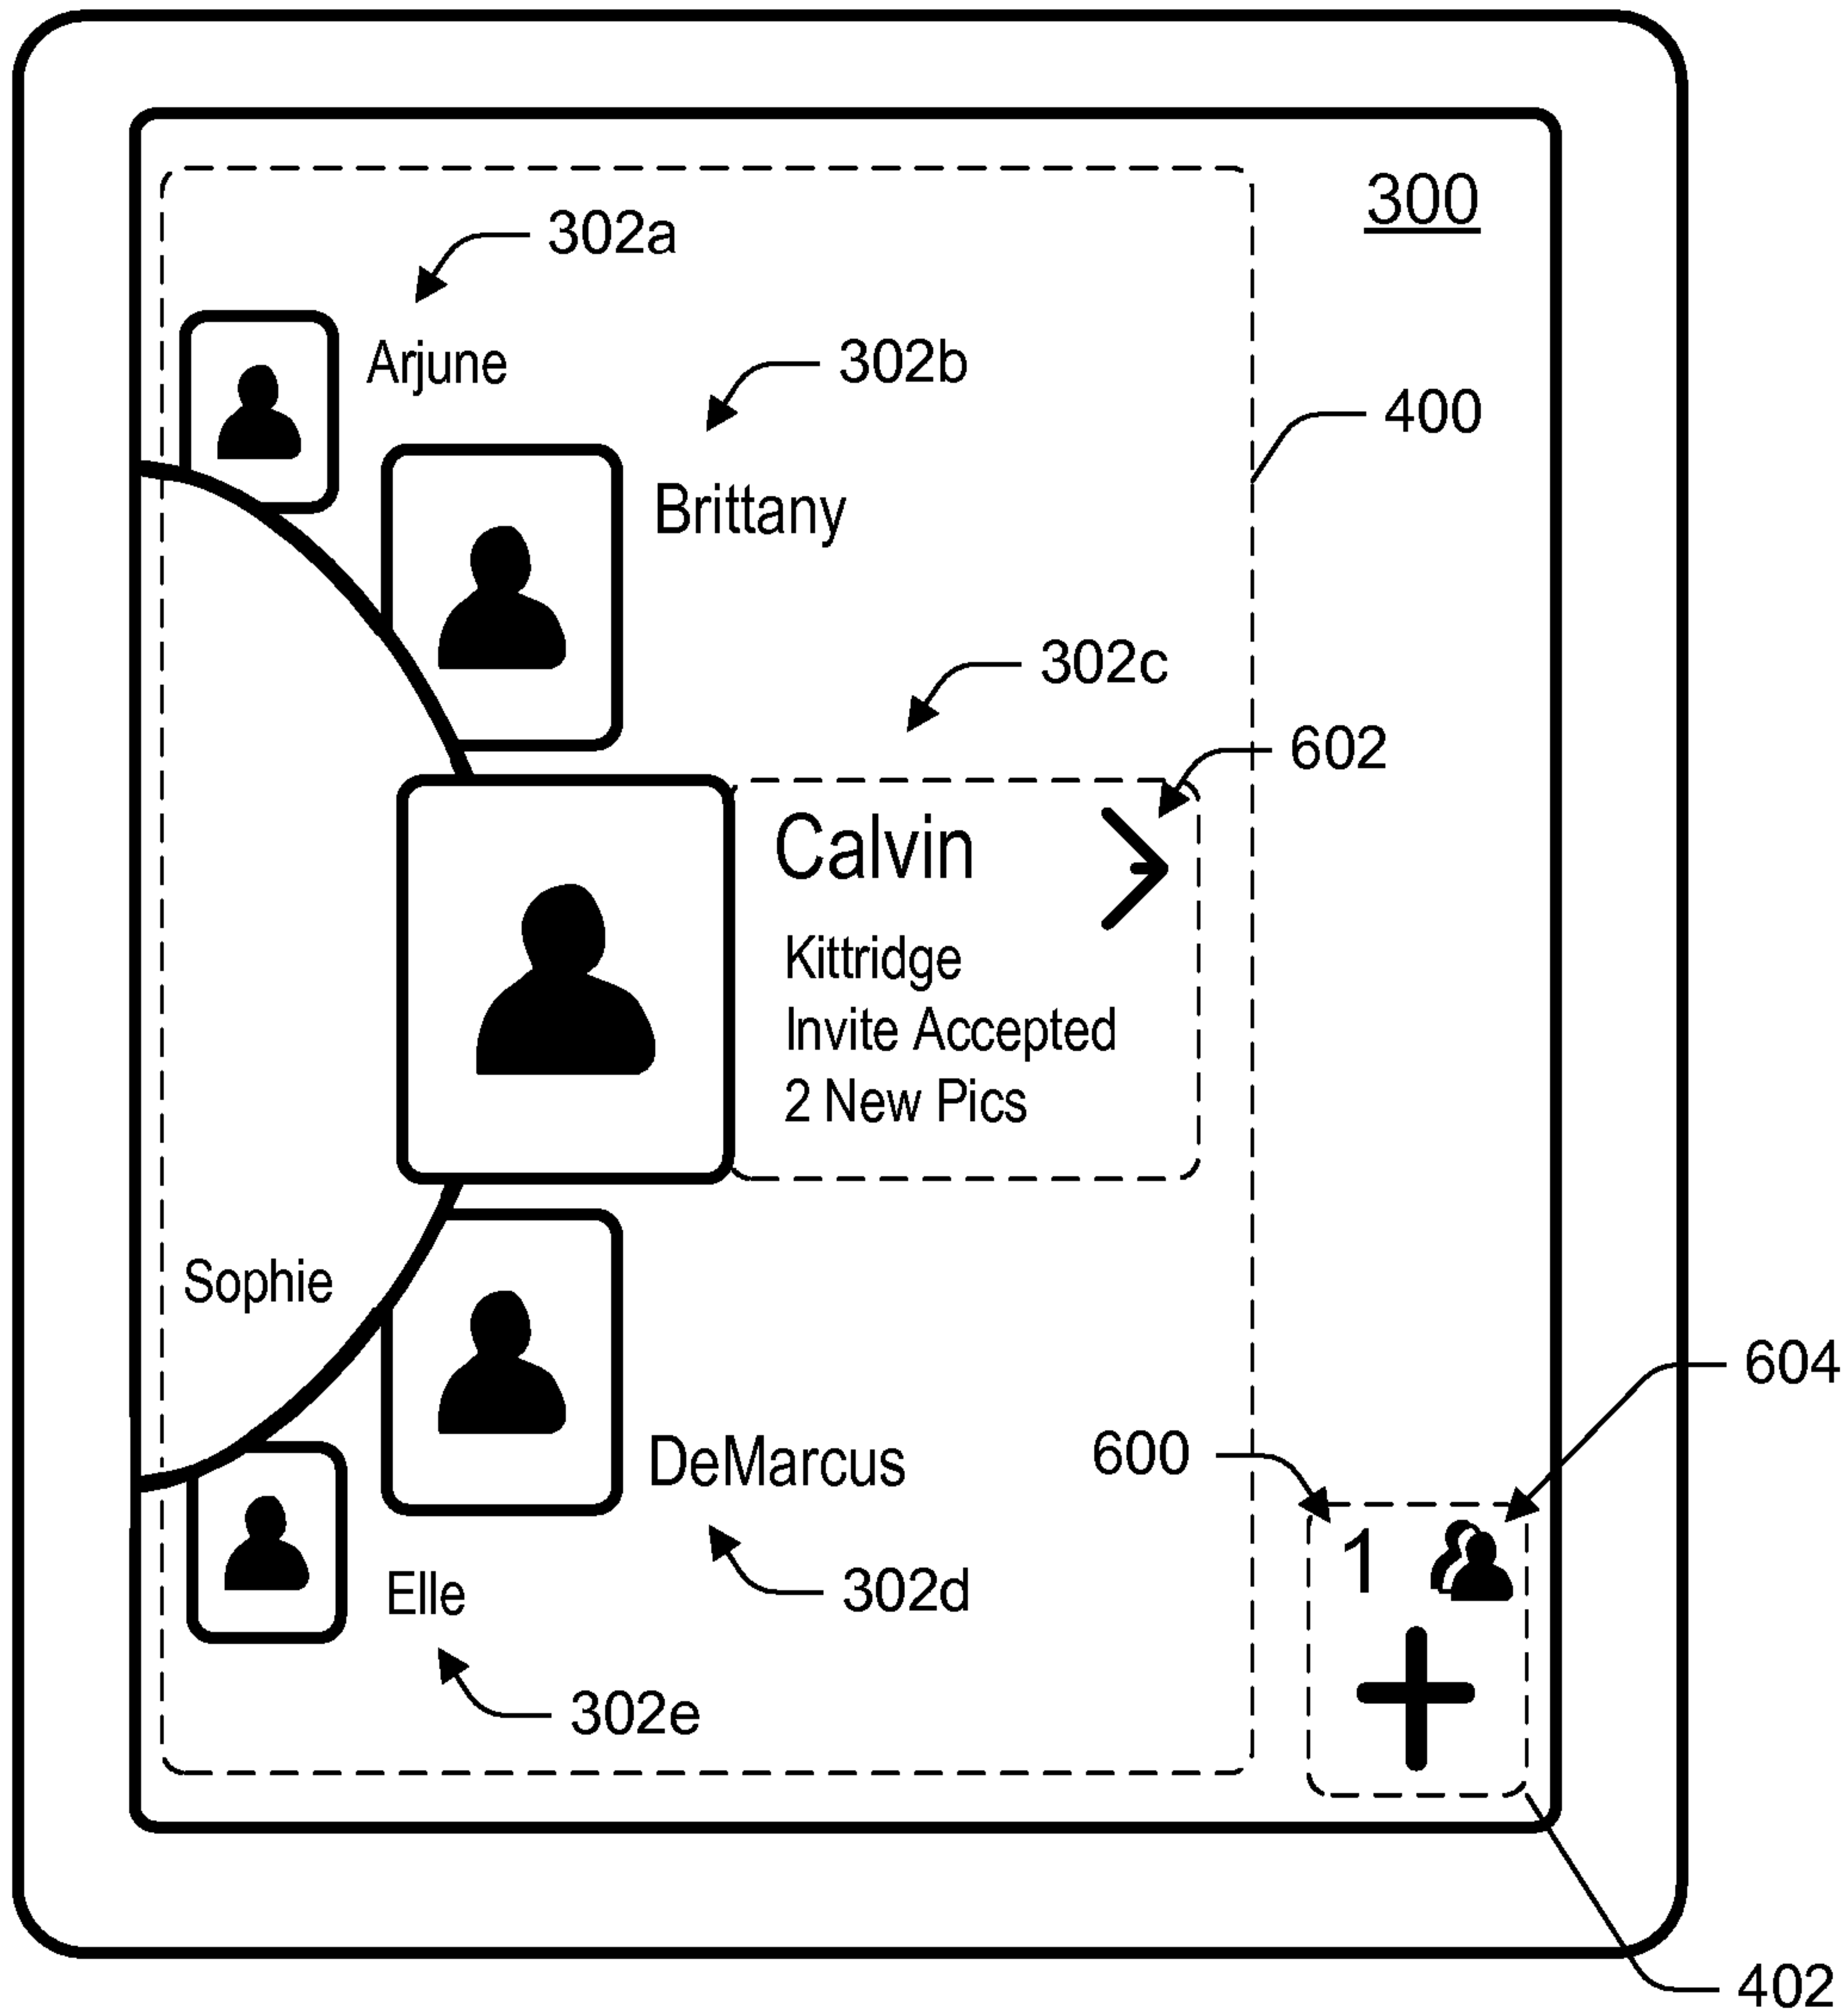 300
302a
Arjune
302b
400
Brittany
302c
602
Calvin
Kittridge
Invite Accepted
2 New Pics
Sophie
604
DeMarcus
600
1
302d
Elle
302e
402